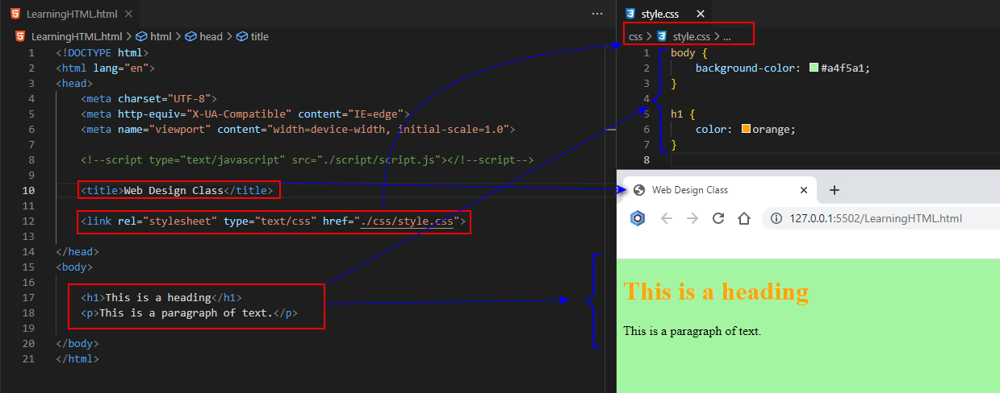 LearningHTML.html
LearningHTML.html > html > head > title
1 <!DOCTYPE html>
2 <html lang="en">
3 <head>
4 <meta charset="UTF-8">
5 <meta http-equiv="X-UA-Compatible" content="IE=edge">
6 <meta name="viewport" content="width=device-width, initial-scale=1.0">
7
8 <!--script type="text/javascript" src="./script/script.js"></!--script-->
9
10 <title>Web Design Class</title>
11
12 <link rel="stylesheet" type="text/css" href="./css/style.css">
13
14 </head>
15 <body>
16
17 <h1>This is a heading</h1>
18 <p>This is a paragraph of text.</p>
19
20 </body>
21 </html>
style.css
css > style.css > ...
1 body {
2 background-color: #a4f5a1;
3 }
4
5 h1 {
6 color: orange;
7 }
8
Web Design Class
127.0.0.1:5502/LearningHTML.html
This is a heading
This is a paragraph of text.